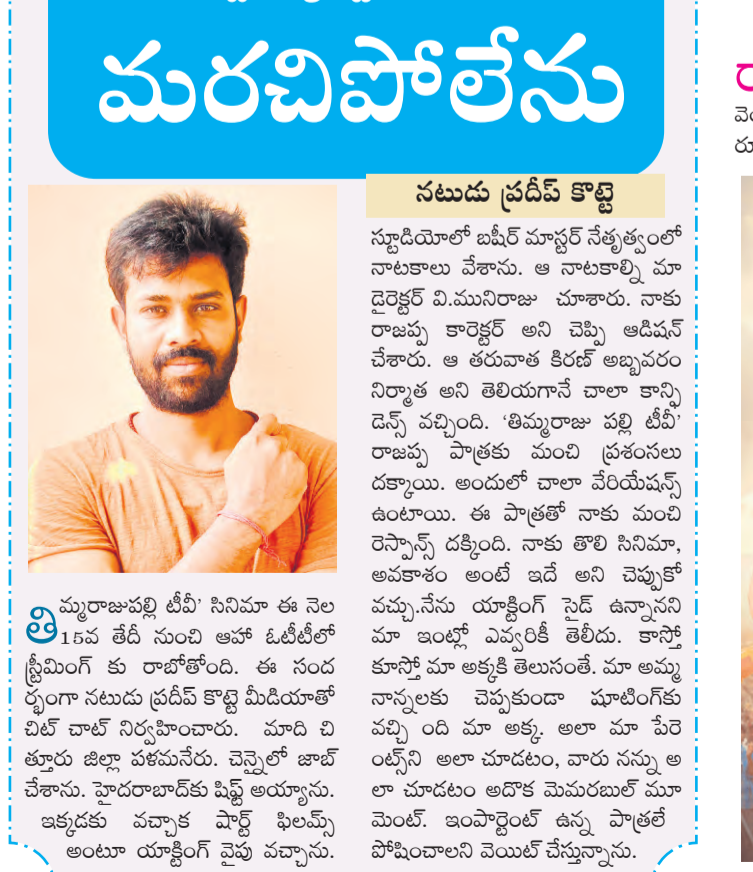 మరచిపోలేను
నటుడు ప్రదీప్ కొట్టె
తిమ్మరాజుపల్లి టీవీ' సినిమా ఈ నెల
15వ తేదీ నుంచి ఆహా ఓటీటీలో
స్ట్రీమింగ్ కు రాబోతోంది. ఈ సంద
ర్భంగా నటుడు ప్రదీప్ కొట్టె మీడియాతో
చిట్ చాట్ నిర్వహించారు. మాది చి
త్తూరు జిల్లా పళమనేరు. చెన్నైలో జాబ్
చేశాను. హైదరాబాద్‌కు షిఫ్ట్ అయ్యాను.
ఇక్కడకు వచ్చాక షార్ట్ ఫిలమ్స్
అంటూ యాక్టింగ్ వైపు వచ్చాను.
స్టూడియోలో బషీర్ మాస్టర్ నేతృత్వంలో
నాటకాలు వేశాను. ఆ నాటకాల్ని మా
డైరెక్టర్ వి.మునిరాజు చూశారు. నాకు
రాజప్ప కారెక్టర్ అని చెప్పి ఆడిషన్
చేశారు. ఆ తరువాత కిరణ్ అబ్బవరం
నిర్మాత అని తెలియగానే చాలా కాన్ఫి
డెన్స్ వచ్చింది. 'తిమ్మరాజు పల్లి టీవీ'
రాజప్ప పాత్రకు మంచి ప్రశంసలు
దక్కాయి. అందులో చాలా వేరియేషన్స్
ఉంటాయి. ఈ పాత్రతో నాకు మంచి
రెస్పాన్స్ దక్కింది. నాకు తొలి సినిమా,
అవకాశం అంటే ఇదే అని చెప్పుకో
వచ్చు.నేను యాక్టింగ్ సైడ్ ఉన్నానని
మా ఇంట్లో ఎవ్వరికీ తెలీదు. కాస్తో
కూస్తో మా అక్కకి తెలుసంతే. మా అమ్మ
నాన్నలకు చెప్పకుండా షూటింగ్‌కు
వచ్చి ంది మా అక్క. అలా మా పేరె
ంట్స్‌ని అలా చూడటం, వారు నన్ను అ
లా చూడటం అదొక మెమరబుల్ మూ
మెంట్. ఇంపార్టెంట్ ఉన్న పాత్రలే
పోషించాలని వెయిట్ చేస్తున్నాను.